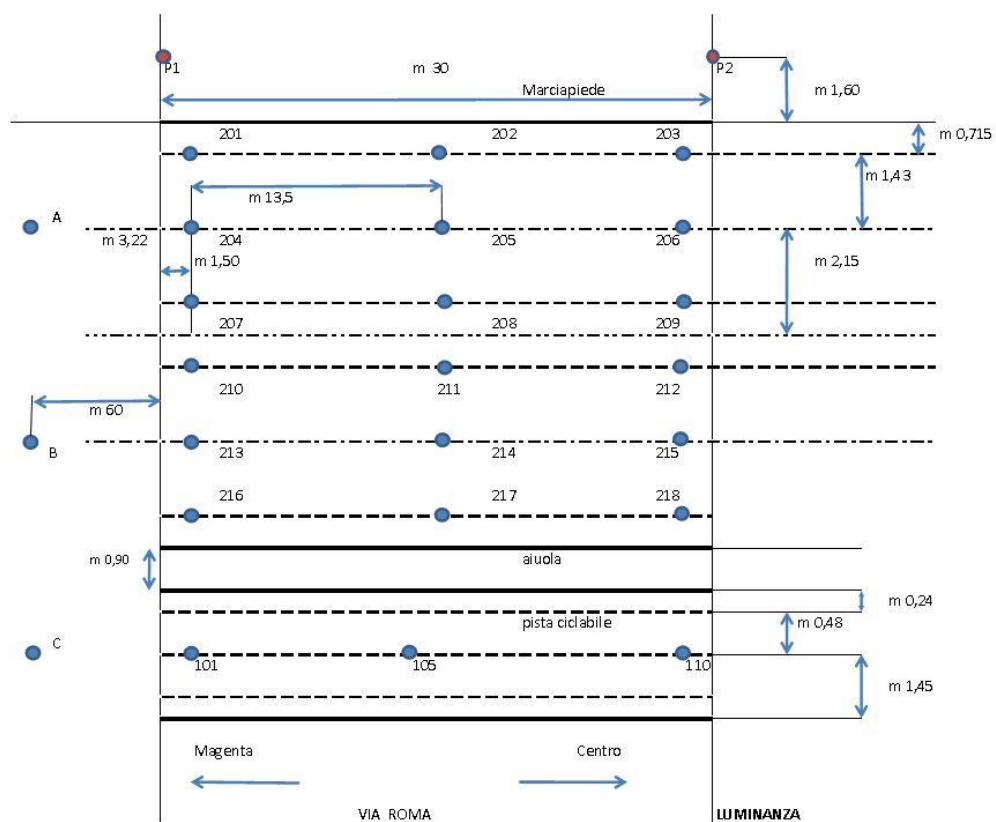 P1
m 30
P2
m 1,60
Marciapiede
201
202
203
m 0,715
m 1,43
m 13,5
A
m 3,22
204
205
206
m 1,50
m 2,15
207
208
209
210
211
212
m 60
B
213
214
215
216
217
218
m 0,90
aiuola
m 0,24
pista ciclabile
m 0,48
C
101
105
110
m 1,45
Magenta
Centro
VIA ROMA
LUMINANZA